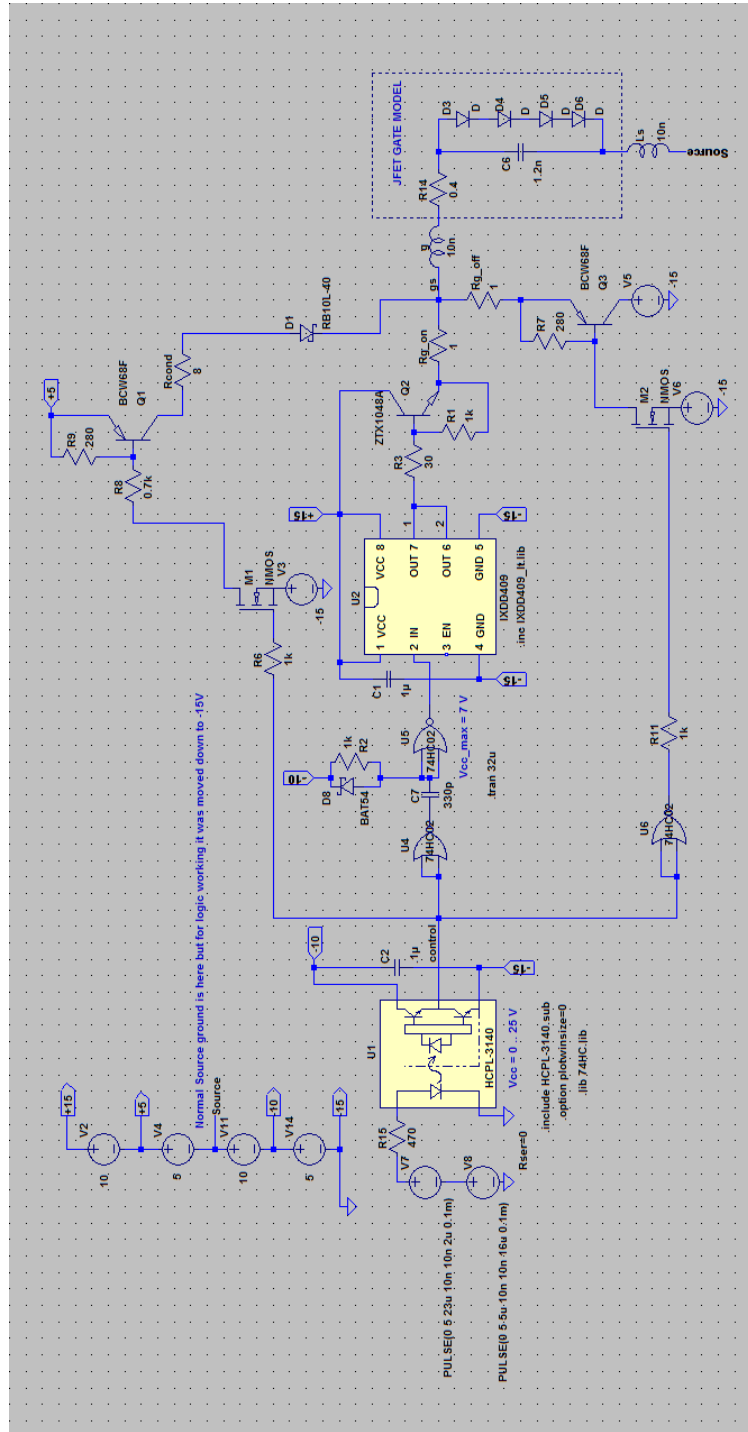 JFET GATE MODEL
D3
D4
D5
D6
D
D
D
D
C6
1.2n
R14
0.4
Ls
10n
Source
g
10n
gs
D1
RB10L-40
Rcond
8
+5
BCW68F
Q1
R9
280
R8
0.7k
Rg_on
1
Rg_off
1
BCW68F
Q3
R7
280
V5
-15
M2
NMOS
V6
-15
ZTX1048A
Q2
R1
1k
R3
30
+15
-15
-15
M1
NMOS
V3
-15
R6
1k
U2
1 VCC
VCC 8
2 IN
OUT 7
3 EN
OUT 6
4 GND
GND 5
1
2
IXDD409
.inc IXDD409_lt.lib
C1
1µ
U5
74HC02
Vcc_max = 7 V
.tran 32u
-10
R2
1k
D8
BAT54
C7
330p
U4
74HC02
U6
74HC02
R11
1k
Normal Source ground is here but for logic working it was moved down to -15V
-10
C2
.1µ
control
-15
U1
HCPL-3140
Vcc = 0 .. 25 V
.include HCPL-3140.sub
.option plotwinsize=0
.lib 74HC.lib
+15
V2
10
+5
V4
5
Source
V11
10
-10
V14
5
-15
R15
470
V7
V8
Rser=0
PULSE(0 5 23u 10n 10n 2u 0.1m)
PULSE(0 5 5u 10n 10n 16u 0.1m)